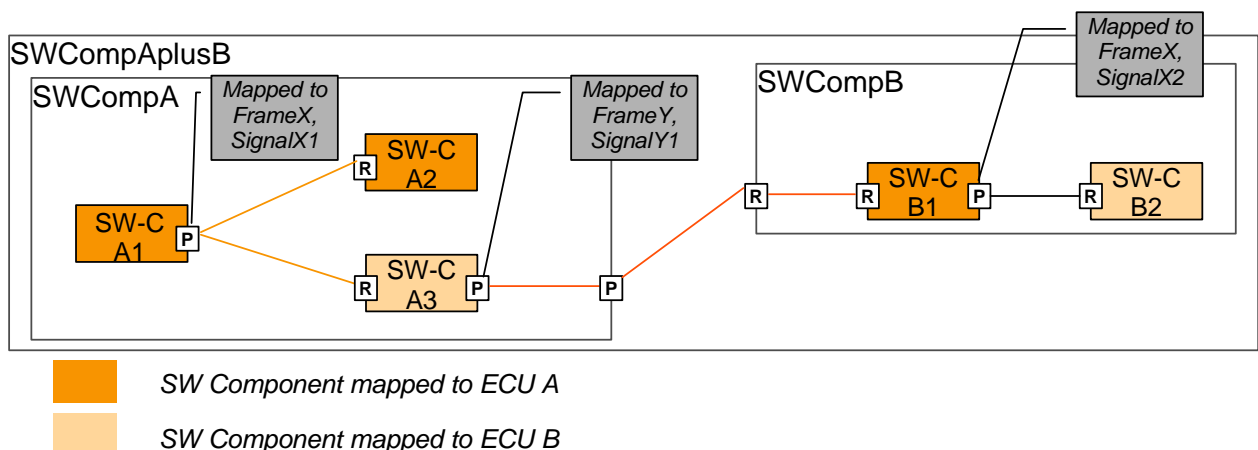 SWCompAplusB
SWCompA
Mapped to
FrameX,
SignalX1
Mapped to
FrameY,
SignalY1
SWCompB
Mapped to
FrameX,
SignalX2
SW-C
A1
P
R
SW-C
A2
R
SW-C
A3
P
P
R
R
SW-C
B1
P
R
SW-C
B2
SW Component mapped to ECU A
SW Component mapped to ECU B